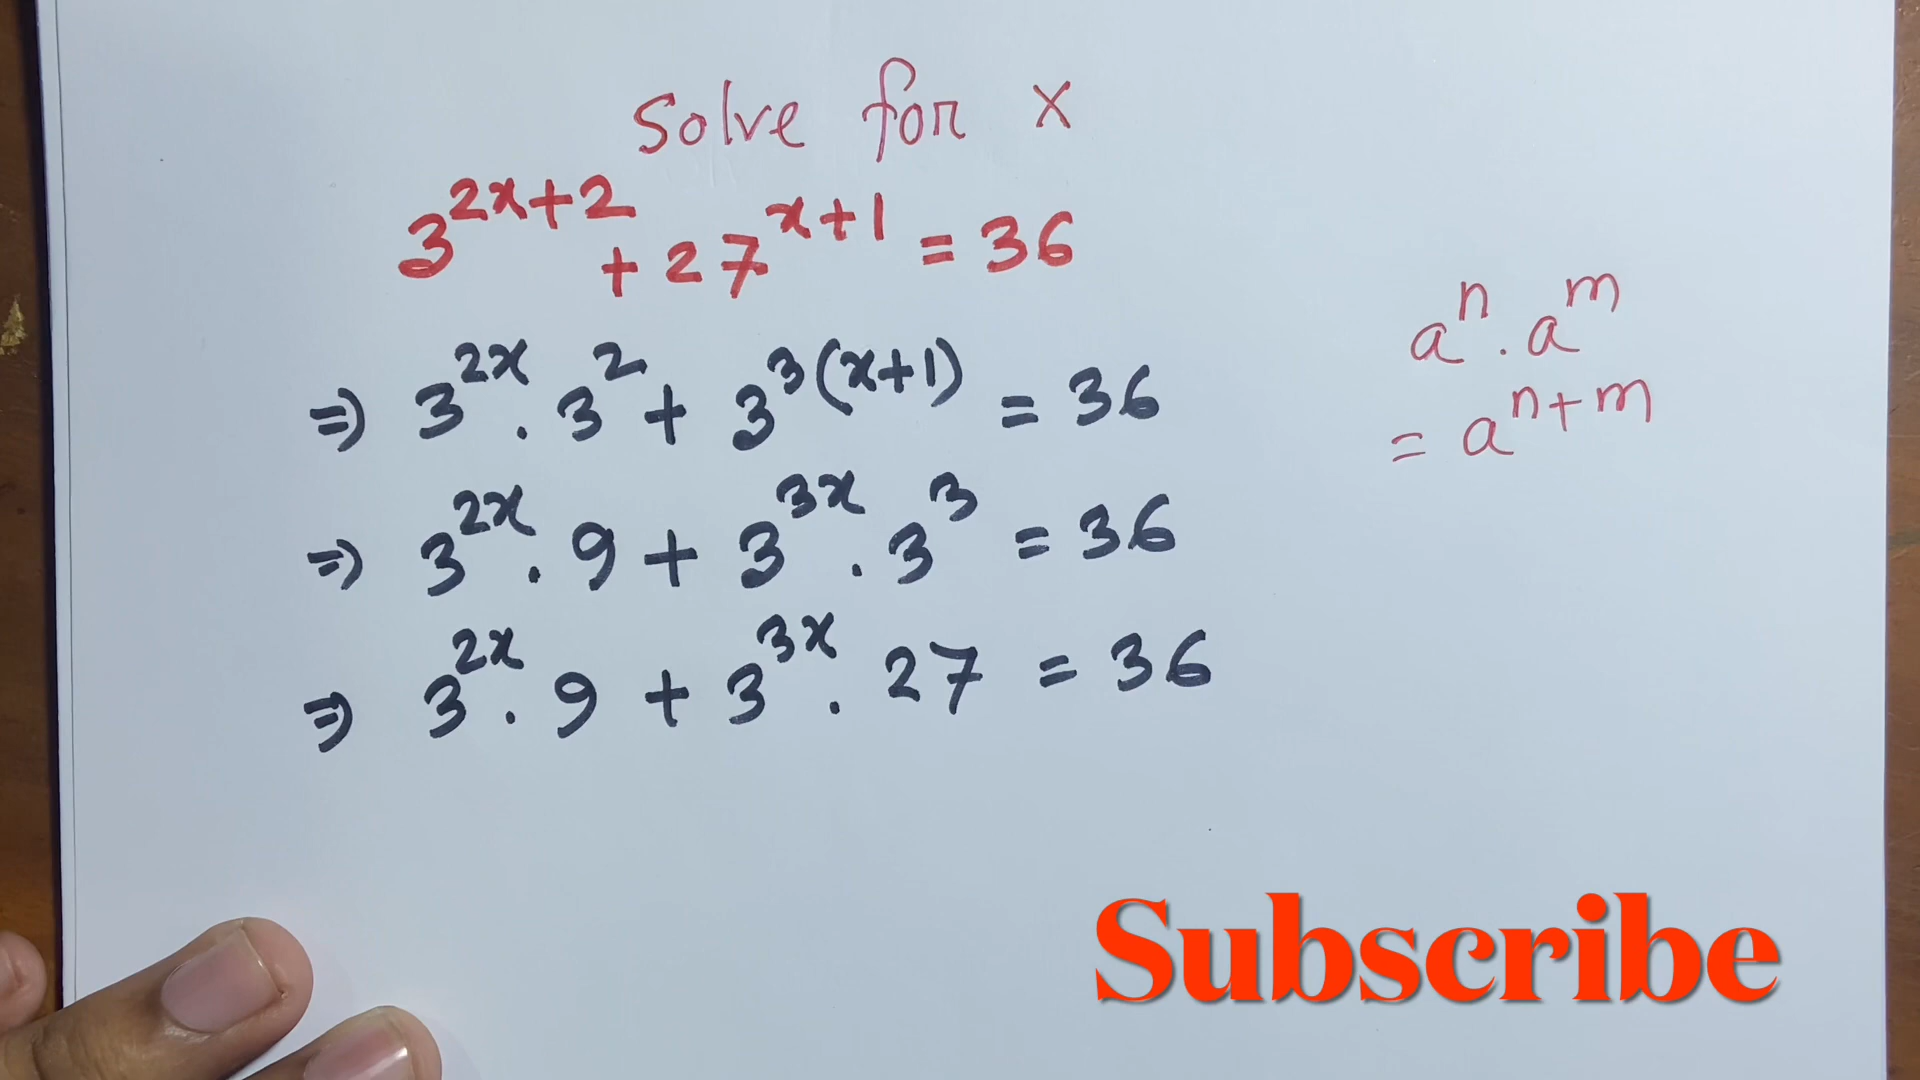 Solve for x
3^{2x+2} + 27^{x+1} = 36
⇒ 3^{2x} . 3^2 + 3^{3(x+1)} = 36
⇒ 3^{2x} . 9 + 3^{3x} . 3^3 = 36
⇒ 3^{2x} . 9 + 3^{3x} . 27 = 36
a^n . a^m
= a^{n+m}
Subscribe